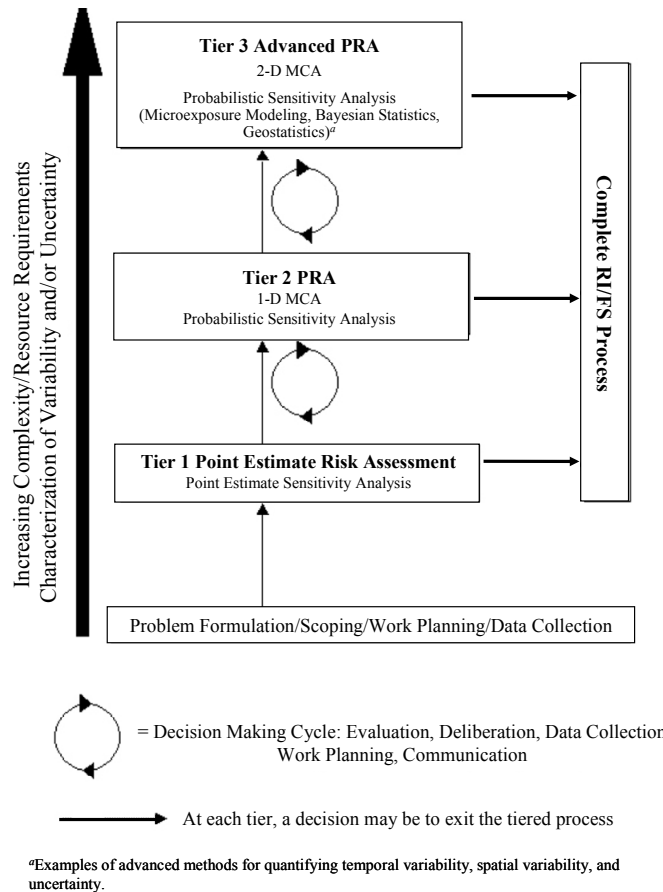 Increasing Complexity/Resource Requirements
Characterization of Variability and/or Uncertainty
Tier 3 Advanced PRA
2-D MCA
Probabilistic Sensitivity Analysis
(Microexposure Modeling, Bayesian Statistics,
Geostatistics)a
Complete RI/FS Process
Tier 2 PRA
1-D MCA
Probabilistic Sensitivity Analysis
Tier 1 Point Estimate Risk Assessment
Point Estimate Sensitivity Analysis
Problem Formulation/Scoping/Work Planning/Data Collection
= Decision Making Cycle: Evaluation, Deliberation, Data Collection
Work Planning, Communication
At each tier, a decision may be to exit the tiered process
aExamples of advanced methods for quantifying temporal variability, spatial variability, and
uncertainty.